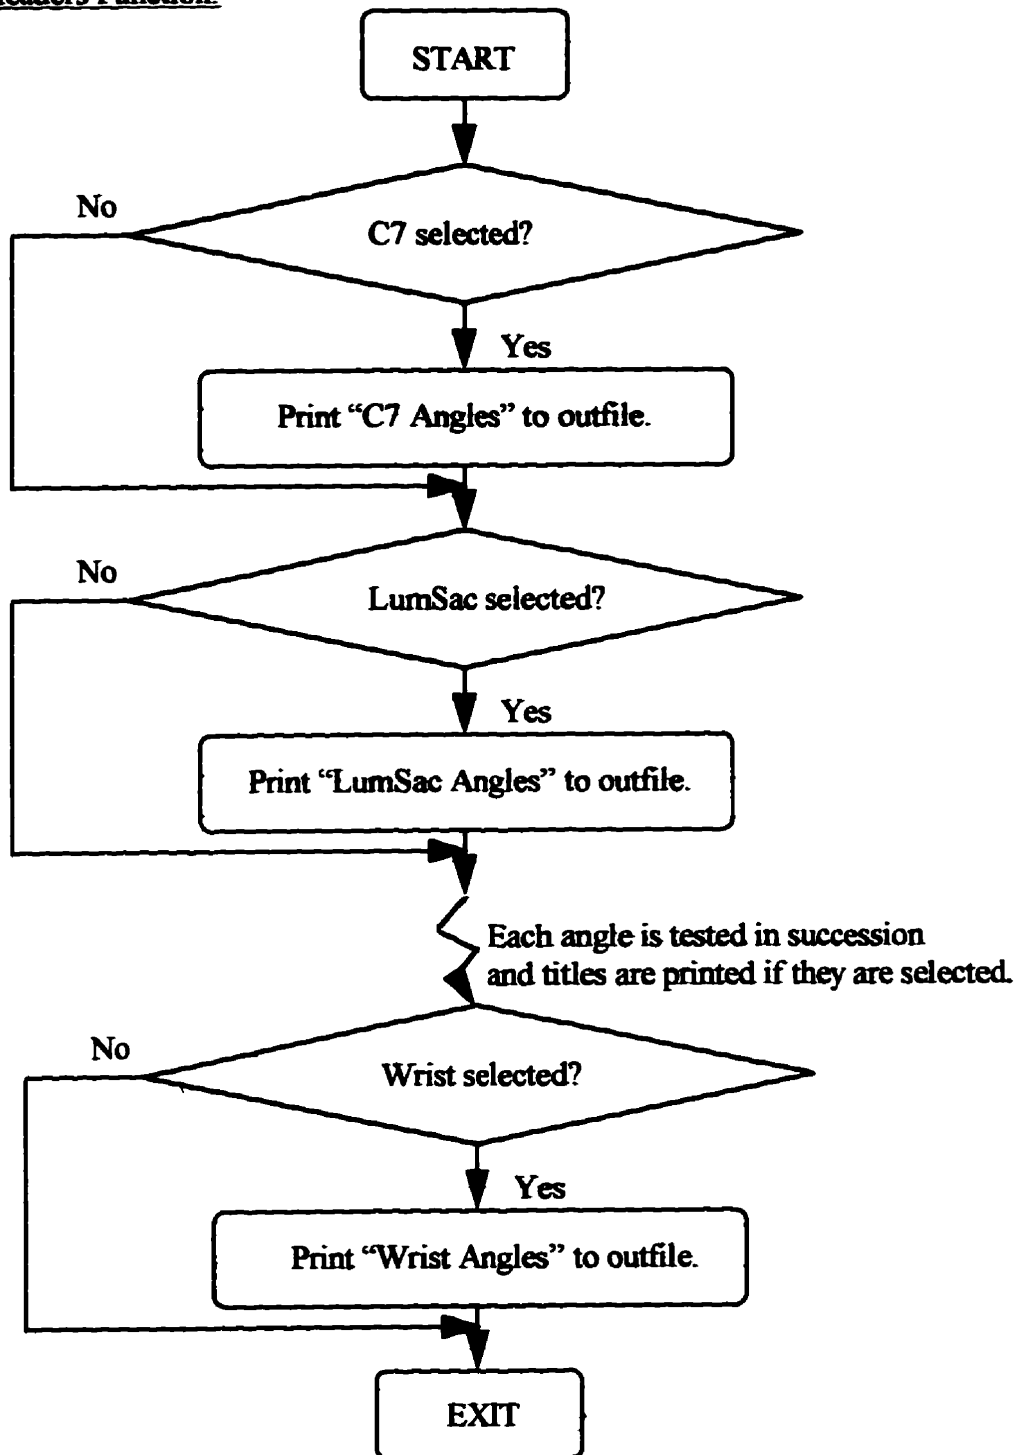 Function.
START
No
C7 selected?
Yes
Print “C7 Angles” to outfile.
No
LumSac selected?
Yes
Print “LumSac Angles” to outfile.
Each angle is tested in succession
and titles are printed if they are selected.
No
Wrist selected?
Yes
Print “Wrist Angles” to outfile.
EXIT